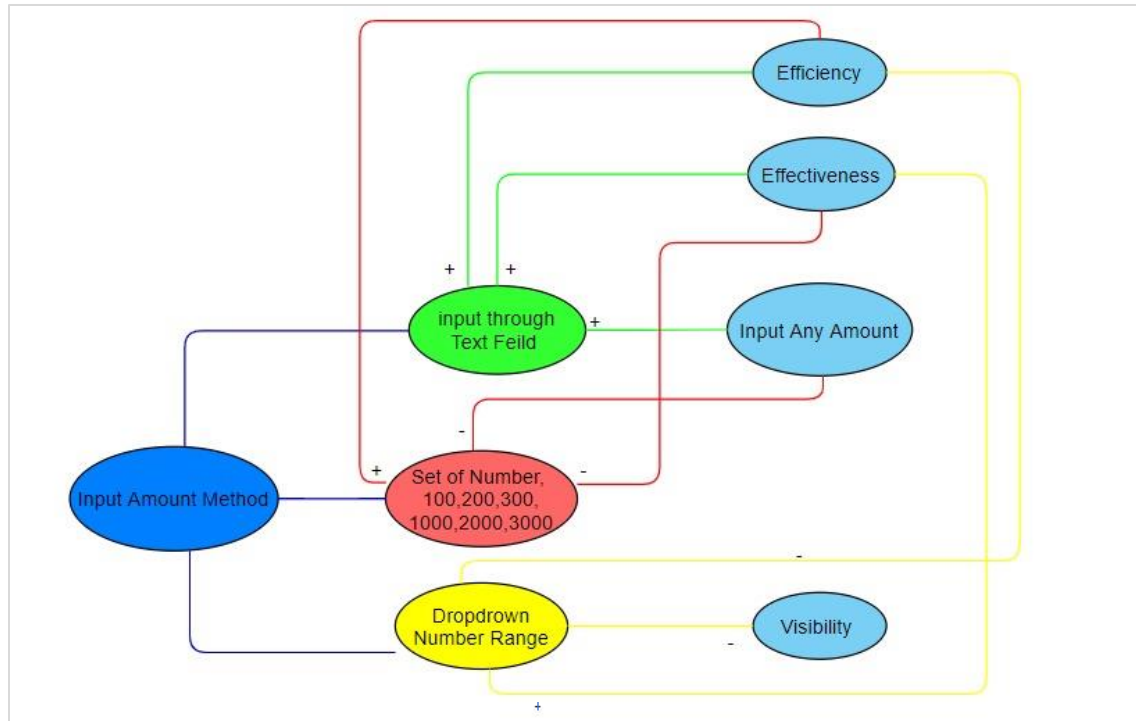 Efficiency
Effectiveness
+
+
input through
Text Feild
+
Input Any Amount
-
+
Set of Number,
100,200,300,
1000,2000,3000
-
Input Amount Method
-
Dropdrown
Number Range
-
Visibility
+